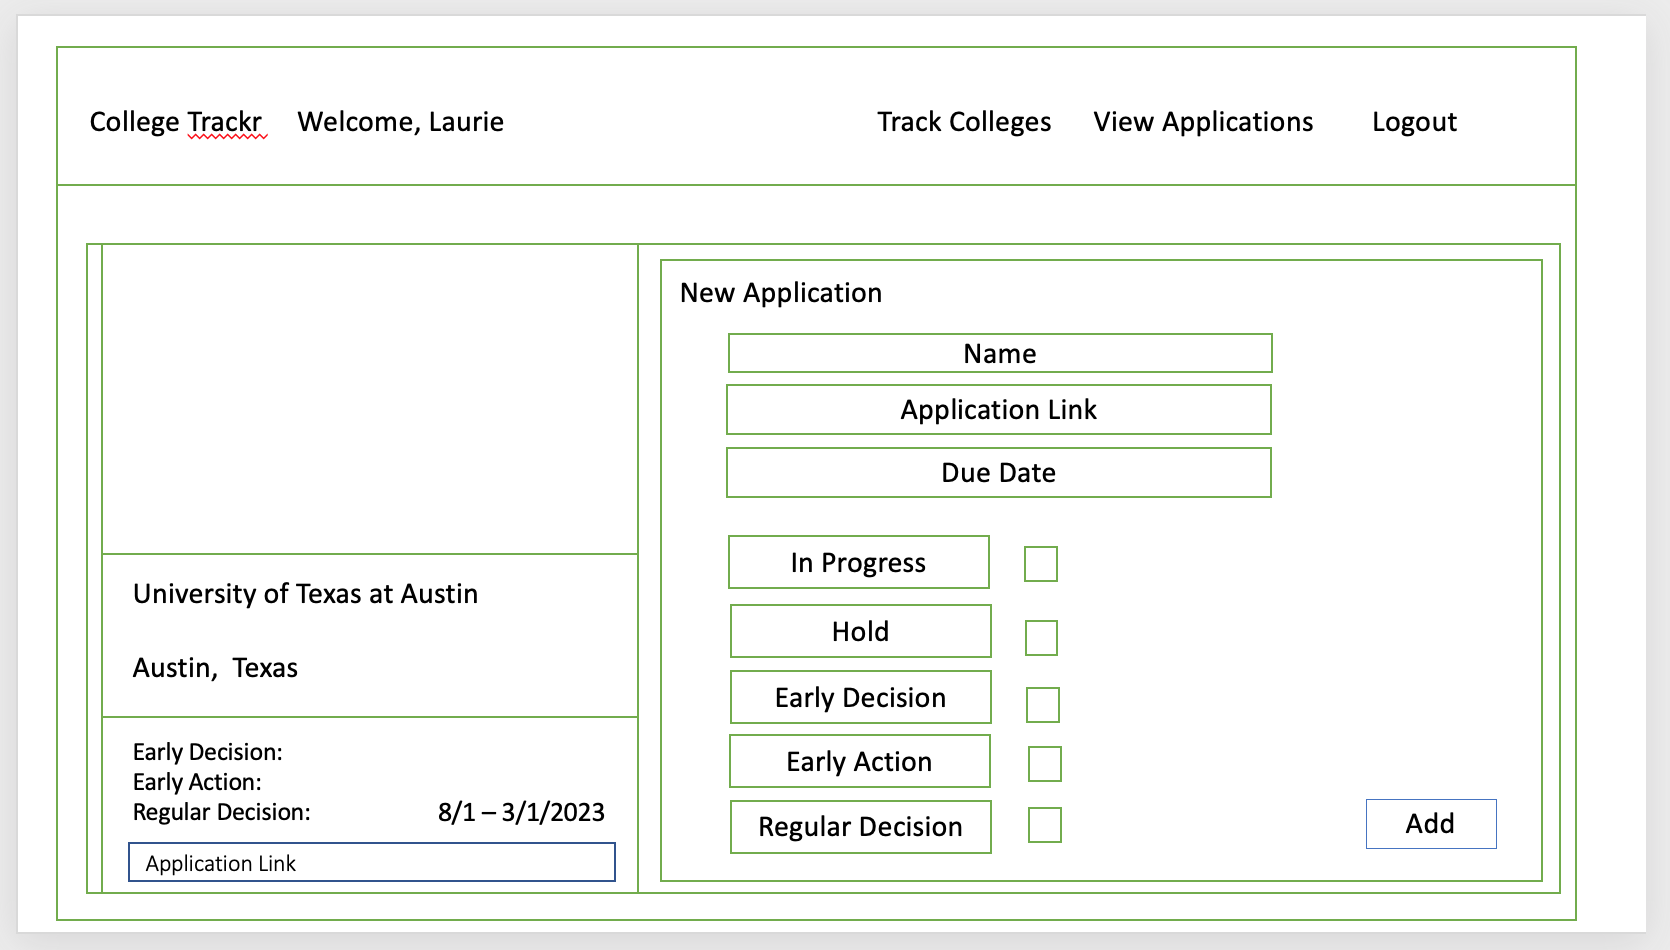 College Trackr Welcome, Laurie Track Colleges View Applications Logout
University of Texas at Austin
Austin, Texas
Early Decision:
Early Action:
Regular Decision: 8/1 – 3/1/2023
Application Link
New Application
Name
Application Link
Due Date
In Progress
Hold
Early Decision
Early Action
Regular Decision
Add